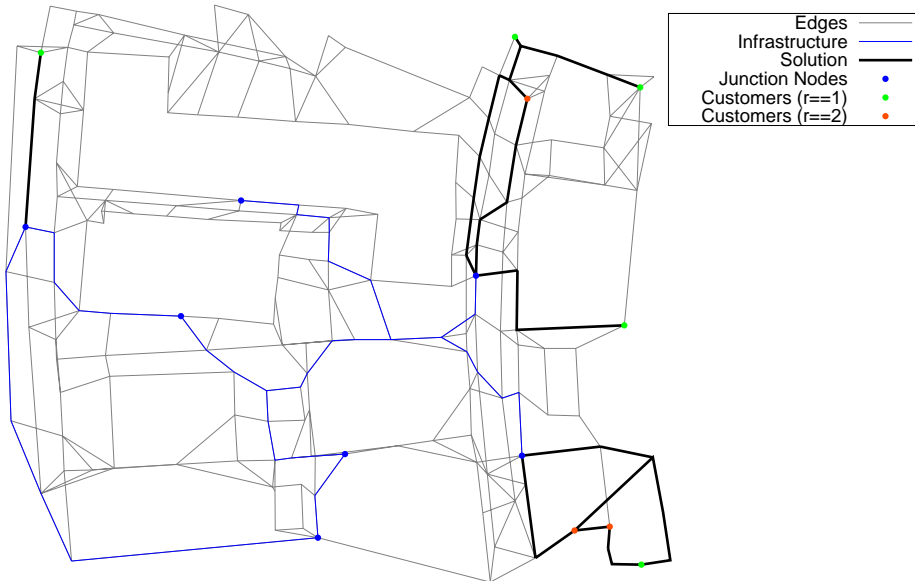 Edges
Infrastructure
Solution
Junction Nodes
Customers (r==1)
Customers (r==2)